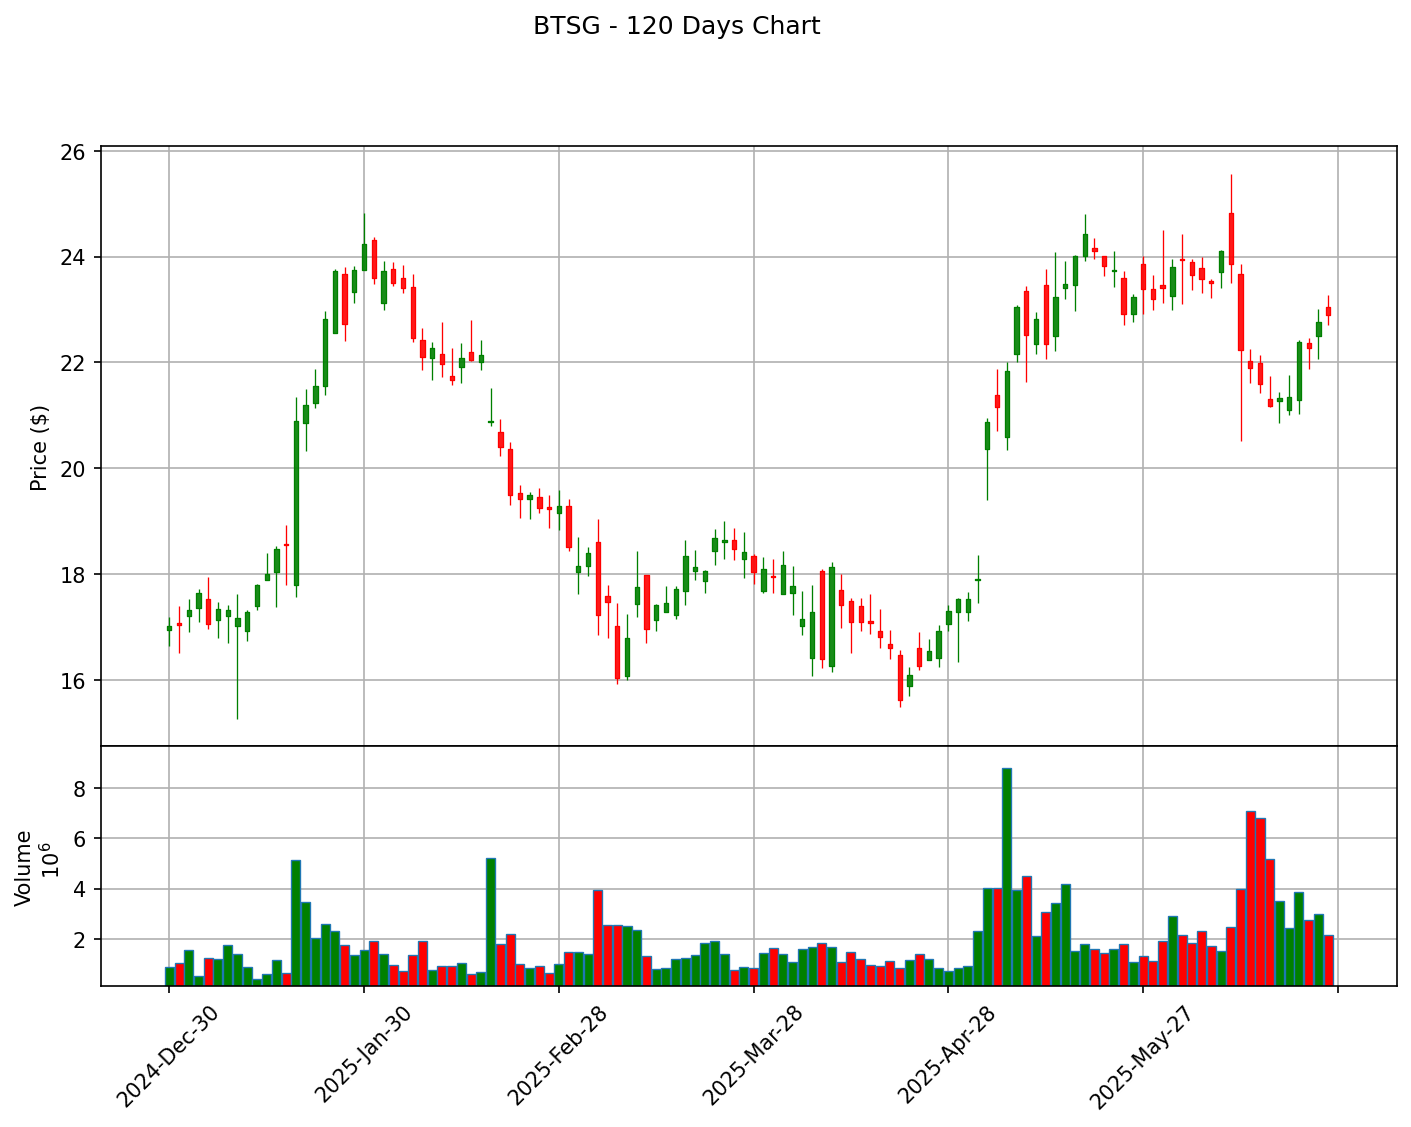 BTSG - 120 Days Chart
26
24
22
20
18
16
Price ($)
8
6
4
2
Volume
10^6
2024-Dec-30
2025-Jan-30
2025-Feb-28
2025-Mar-28
2025-Apr-28
2025-May-27